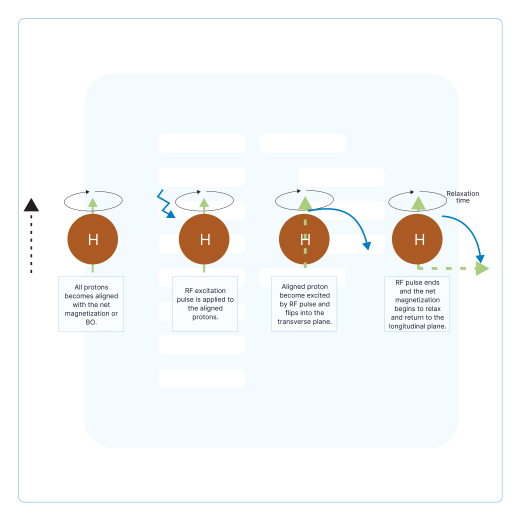 Relaxation
time
H
H
H
H
All protons
becomes aligned
with the net
magnetization or
BO.
RF excitation
pulse is applied to
the aligned
protons.
Aligned proton
become excited
by RF pulse and
flips into the
transverse plane.
RF pulse ends
and the net
magnetization
begins to relax
and return to the
longitudinal plane.